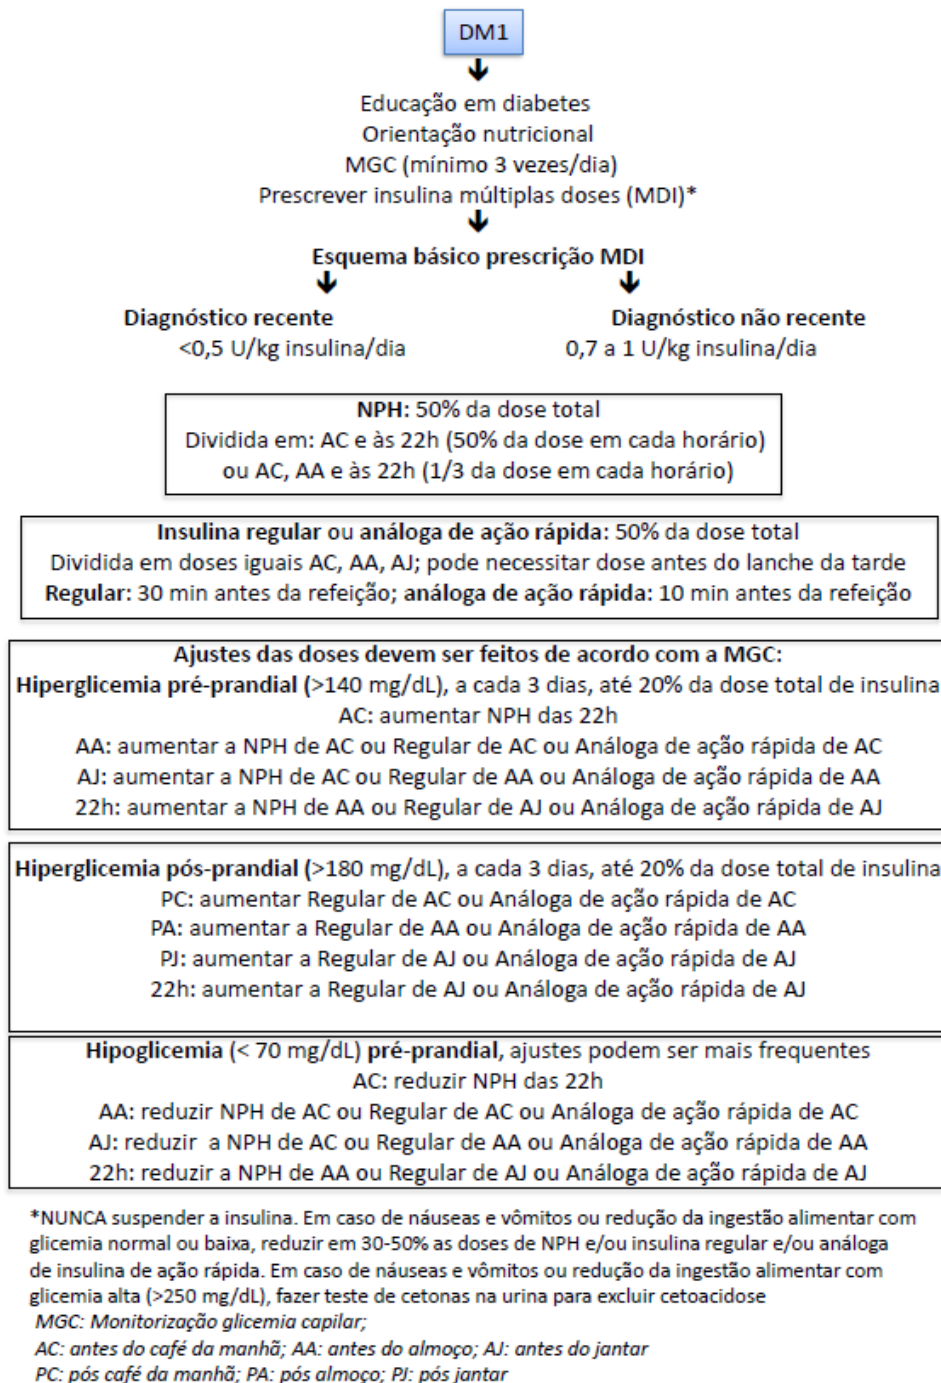 DM1
Educação em diabetes
Orientação nutricional
MGC (mínimo 3 vezes/dia)
Prescrever insulina múltiplas doses (MDI)*
Esquema básico prescrição MDI
Diagnóstico recente
<0,5 U/kg insulina/dia
Diagnóstico não recente
0,7 a 1 U/kg insulina/dia
NPH: 50% da dose total
Dividida em: AC e às 22h (50% da dose em cada horário)
ou AC, AA e às 22h (1/3 da dose em cada horário)
Insulina regular ou análoga de ação rápida: 50% da dose total
Dividida em doses iguais AC, AA, AJ; pode necessitar dose antes do lanche da tarde
Regular: 30 min antes da refeição; análoga de ação rápida: 10 min antes da refeição
Ajustes das doses devem ser feitos de acordo com a MGC:
Hiperglicemia pré-prandial (>140 mg/dL), a cada 3 dias, até 20% da dose total de insulina
AC: aumentar NPH das 22h
AA: aumentar a NPH de AC ou Regular de AC ou Análoga de ação rápida de AC
AJ: aumentar a NPH de AC ou Regular de AA ou Análoga de ação rápida de AA
22h: aumentar a NPH de AA ou Regular de AJ ou Análoga de ação rápida de AJ
Hiperglicemia pós-prandial (>180 mg/dL), a cada 3 dias, até 20% da dose total de insulina
PC: aumentar Regular de AC ou Análoga de ação rápida de AC
PA: aumentar a Regular de AA ou Análoga de ação rápida de AA
PJ: aumentar a Regular de AJ ou Análoga de ação rápida de AJ
22h: aumentar a Regular de AJ ou Análoga de ação rápida de AJ
Hipoglicemia (< 70 mg/dL) pré-prandial, ajustes podem ser mais frequentes
AC: reduzir NPH das 22h
AA: reduzir NPH de AC ou Regular de AC ou Análoga de ação rápida de AC
AJ: reduzir a NPH de AC ou Regular de AA ou Análoga de ação rápida de AA
22h: reduzir a NPH de AA ou Regular de AJ ou Análoga de ação rápida de AJ
*NUNCA suspender a insulina. Em caso de náuseas e vômitos ou redução da ingestão alimentar com
glicemia normal ou baixa, reduzir em 30-50% as doses de NPH e/ou insulina regular e/ou análoga
de insulina de ação rápida. Em caso de náuseas e vômitos ou redução da ingestão alimentar com
glicemia alta (>250 mg/dL), fazer teste de cetonas na urina para excluir cetoacidose
MGC: Monitorização glicemia capilar;
AC: antes do café da manhã; AA: antes do almoço; AJ: antes do jantar
PC: pós café da manhã; PA: pós almoço; PJ: pós jantar